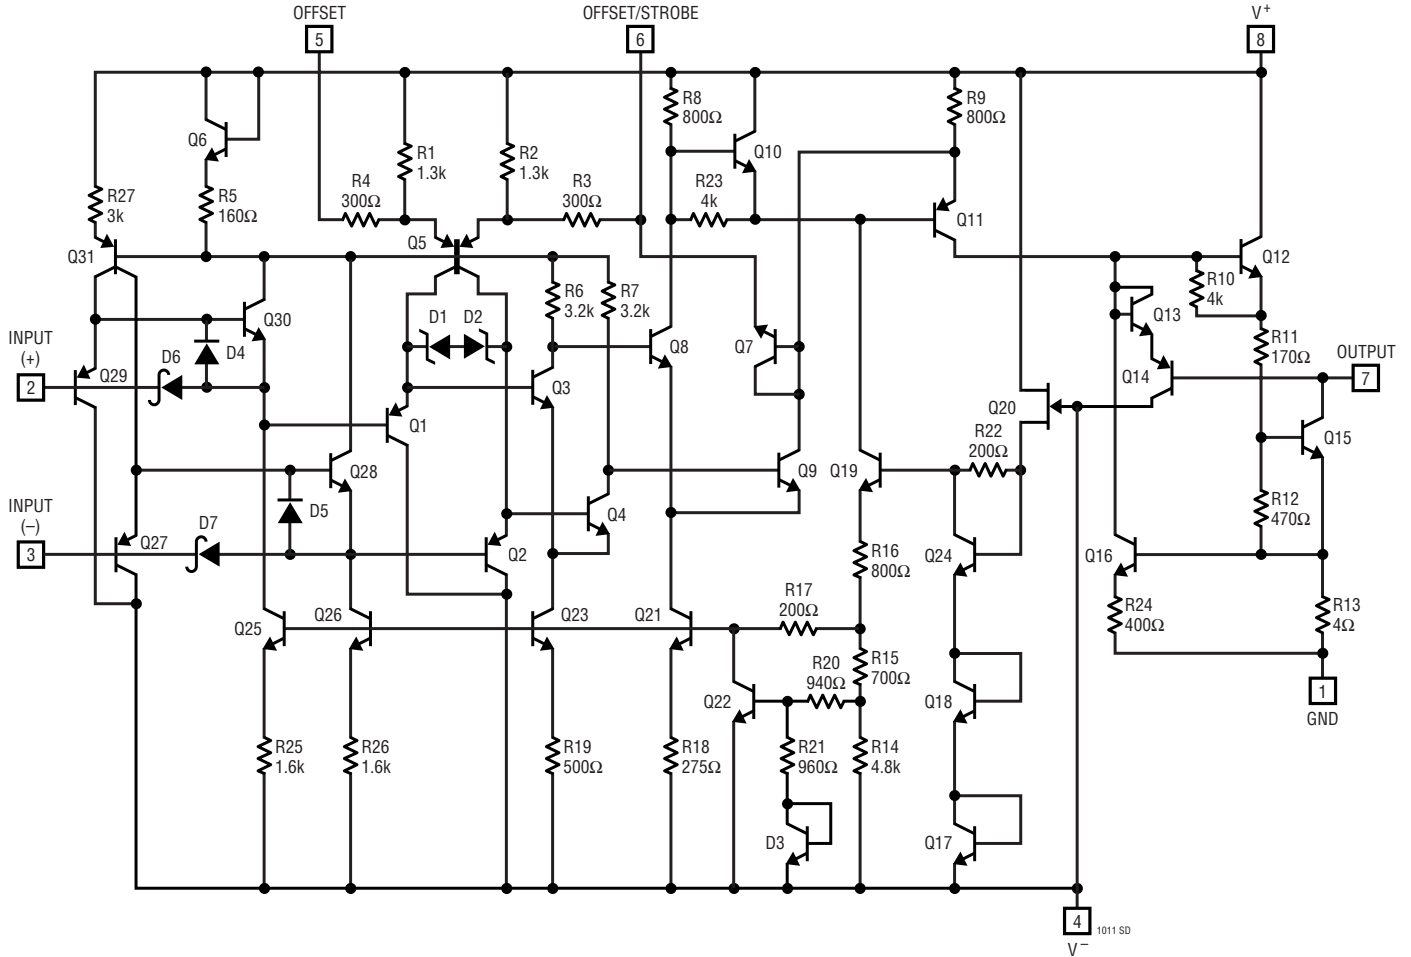 OFFSET
5
OFFSET/STROBE
6
V+
8
R8
800Ω
R9
800Ω
Q6
Q10
R1
1.3k
R2
1.3k
R27
3k
R5
160Ω
R4
300Ω
R3
300Ω
R23
4k
Q11
Q31
Q5
Q12
R6
3.2k
R7
3.2k
R10
4k
Q30
D1
D2
Q13
INPUT
(+)
2
D6
D4
Q8
Q7
R11
170Ω
OUTPUT
7
Q29
Q3
Q14
Q20
Q1
R22
200Ω
Q15
Q28
Q9
Q19
INPUT
(–)
3
D7
D5
Q4
R12
470Ω
Q27
Q2
Q24
Q16
R16
800Ω
R17
200Ω
R24
400Ω
R13
4Ω
Q25
Q26
Q23
Q21
R20
940Ω
R15
700Ω
Q22
Q18
1
GND
R25
1.6k
R26
1.6k
R19
500Ω
R18
275Ω
R21
960Ω
R14
4.8k
D3
Q17
4
1011 SD
V–